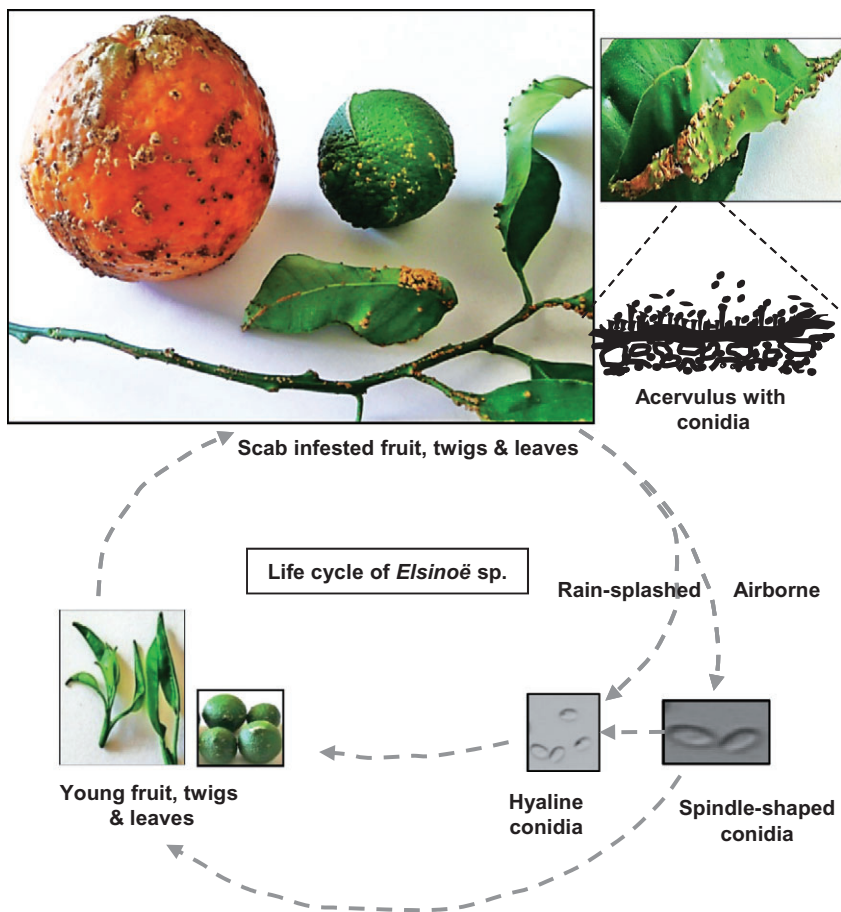 Acervulus with
conidia
Scab infested fruit, twigs & leaves
Life cycle of Elsinoë sp.
Rain-splashed
Airborne
Young fruit, twigs
& leaves
Hyaline
conidia
Spindle-shaped
conidia